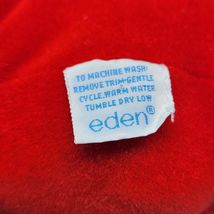 TO MACHINE WASH:
REMOVE TRIM-GENTLE
CYCLE, WARM WATER
TUMBLE DRY LOW
eden®